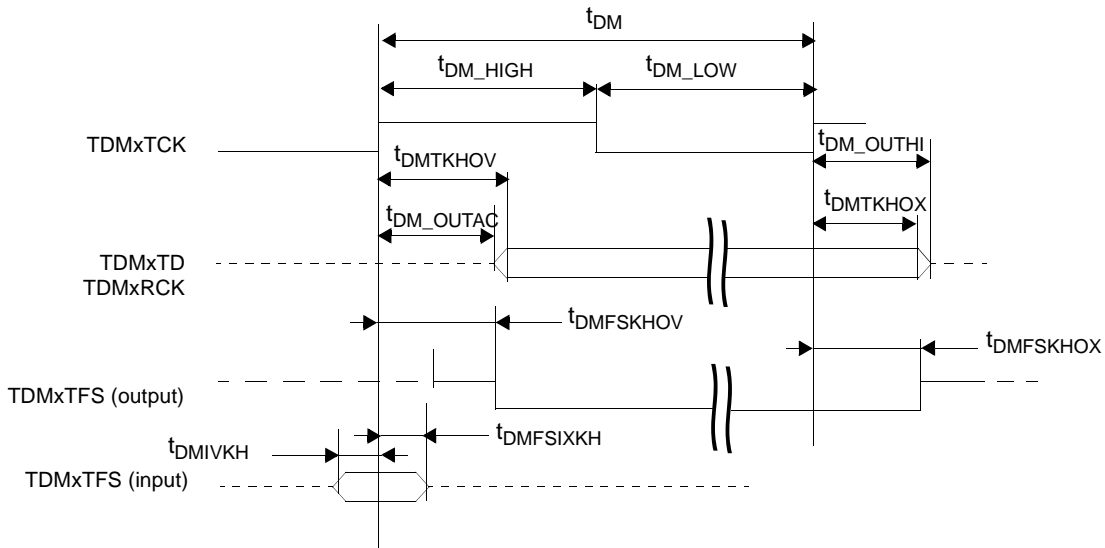 tDM
tDM_HIGH
tDM_LOW
TDMxTCK
tDM_OUTHI
tDMTKHOV
tDMTKHOX
tDM_OUTAC
TDMxTD
TDMxRCK
tDMFSKHOV
tDMFSKHOX
TDMxTFS (output)
tDMFSIXKH
tDMIVKH
TDMxTFS (input)